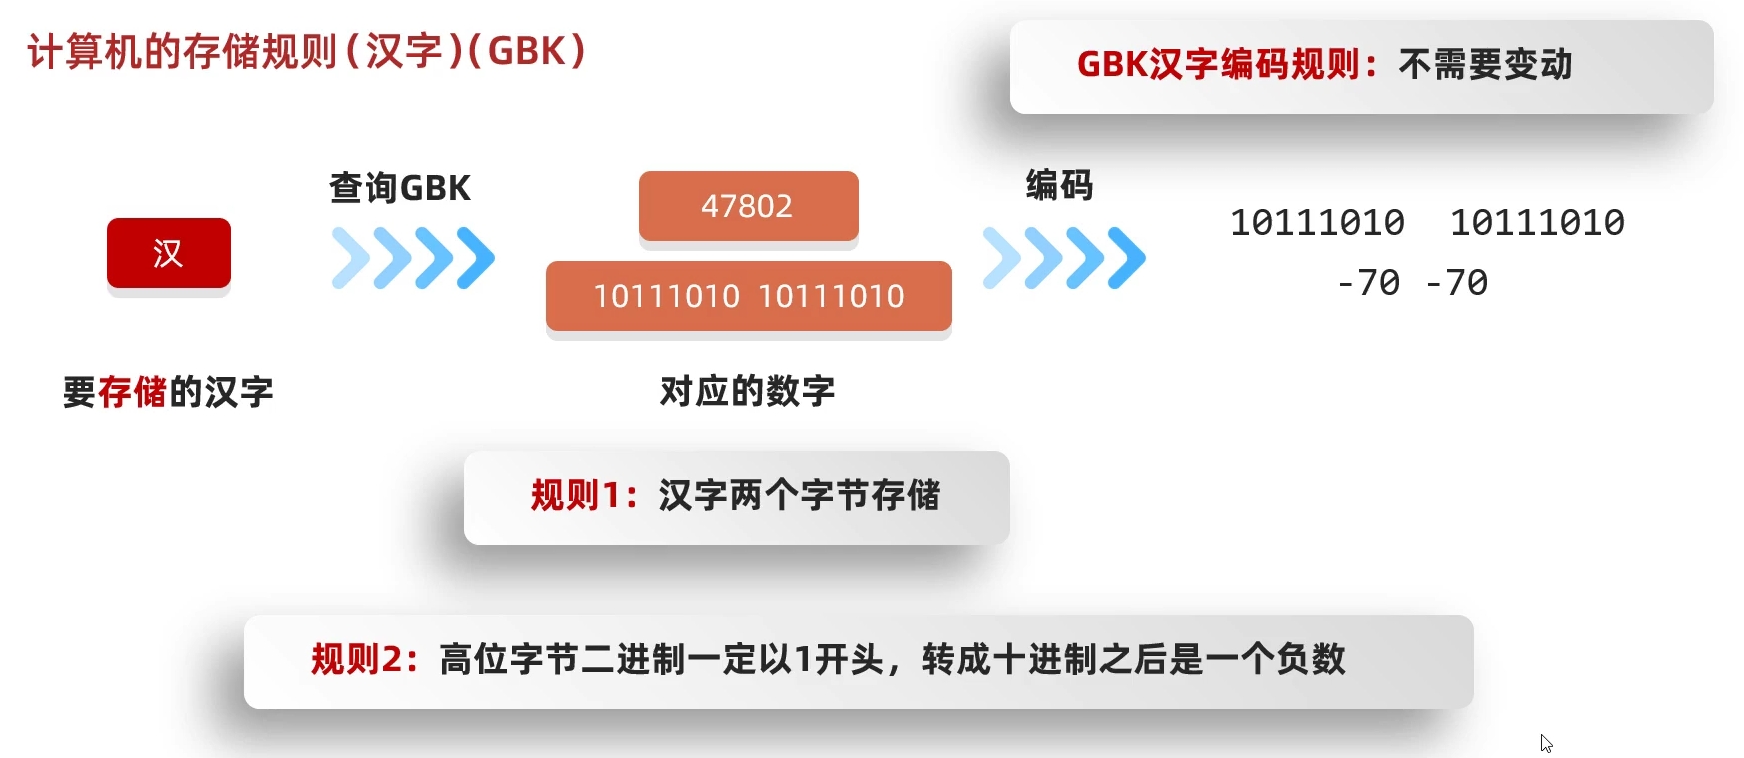 计算机的存储规则(汉字)(GBK)
GBK汉字编码规则：不需要变动
查询GBK
编码
汉
47802
10111010 10111010
10111010 10111010
-70 -70
要存储的汉字
对应的数字
规则1：汉字两个字节存储
规则2：高位字节二进制一定以1开头，转成十进制之后是一个负数